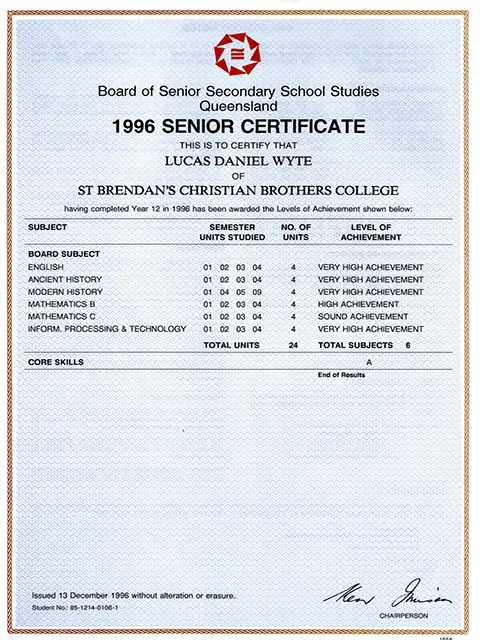 Board of Senior Secondary School Studies
Queensland
1996 SENIOR CERTIFICATE
THIS IS TO CERTIFY THAT
LUCAS DANIEL WYTE
OF
ST BRENDAN'S CHRISTIAN BROTHERS COLLEGE
having completed Year 12 in 1996 has been awarded the Levels of Achievement shown below:
SUBJECT SEMESTER UNITS STUDIED NO. OF UNITS LEVEL OF ACHIEVEMENT
BOARD SUBJECT
ENGLISH 01 02 03 04 4 VERY HIGH ACHIEVEMENT
ANCIENT HISTORY 01 02 03 04 4 VERY HIGH ACHIEVEMENT
MODERN HISTORY 01 04 05 09 4 VERY HIGH ACHIEVEMENT
MATHEMATICS B 01 02 03 04 4 HIGH ACHIEVEMENT
MATHEMATICS C 01 02 03 04 4 SOUND ACHIEVEMENT
INFORM. PROCESSING & TECHNOLOGY 01 02 03 04 4 VERY HIGH ACHIEVEMENT
TOTAL UNITS 24 TOTAL SUBJECTS 6
CORE SKILLS A
End of Results
Issued 13 December 1996 without alteration or erasure.
Student No.: 95-1214-0106-1
CHAIRPERSON